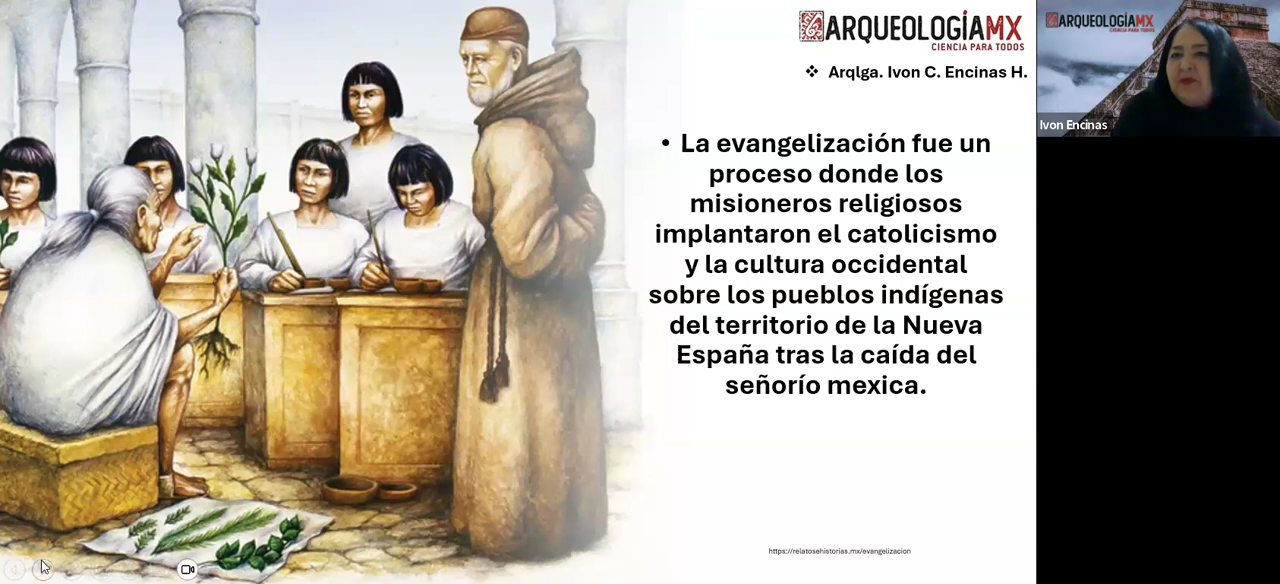 ARQUEOLOGÍAMX
CIENCIA PARA TODOS
❖ Arqlga. Ivon C. Encinas H.
• La evangelización fue un
proceso donde los
misioneros religiosos
implantaron el catolicismo
y la cultura occidental
sobre los pueblos indígenas
del territorio de la Nueva
España tras la caída del
señorío mexica.
https://relatosehistorias.mx/evangelizacion
ARQUEOLOGÍAMX
CIENCIA PARA TODOS
Ivon Encinas